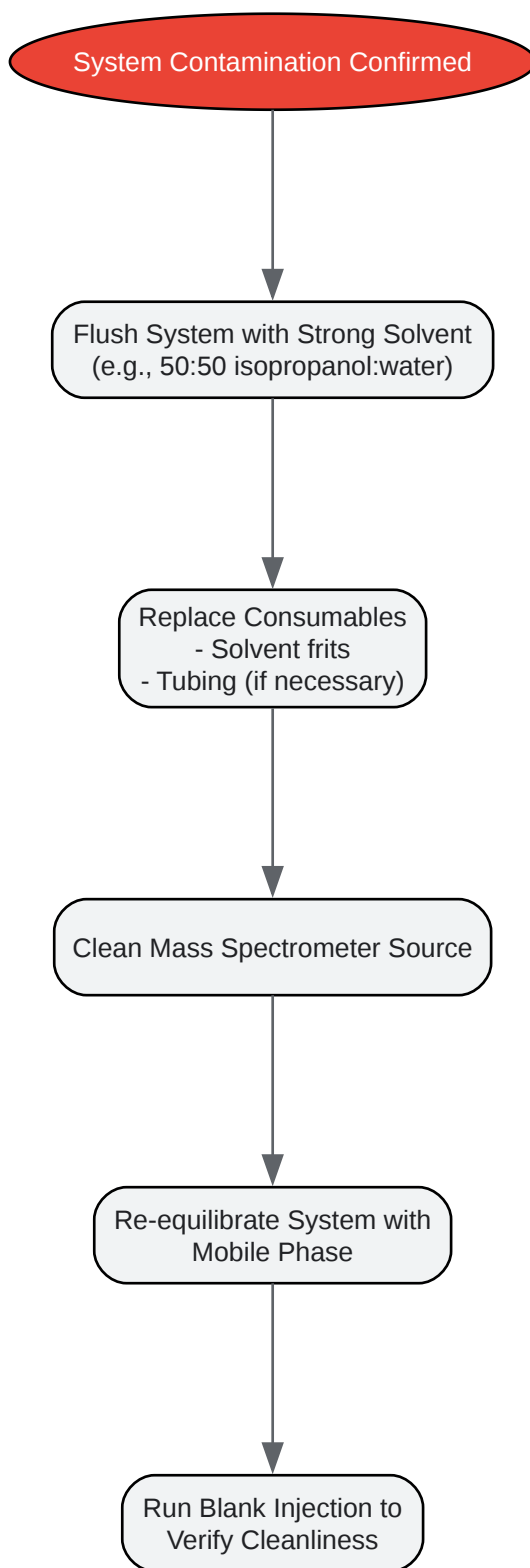 System Contamination Confirmed
Flush System with Strong Solvent
(e.g., 50:50 isopropanol:water)
Replace Consumables
- Solvent frits
- Tubing (if necessary)
Clean Mass Spectrometer Source
Re-equilibrate System with
Mobile Phase
Run Blank Injection to
Verify Cleanliness